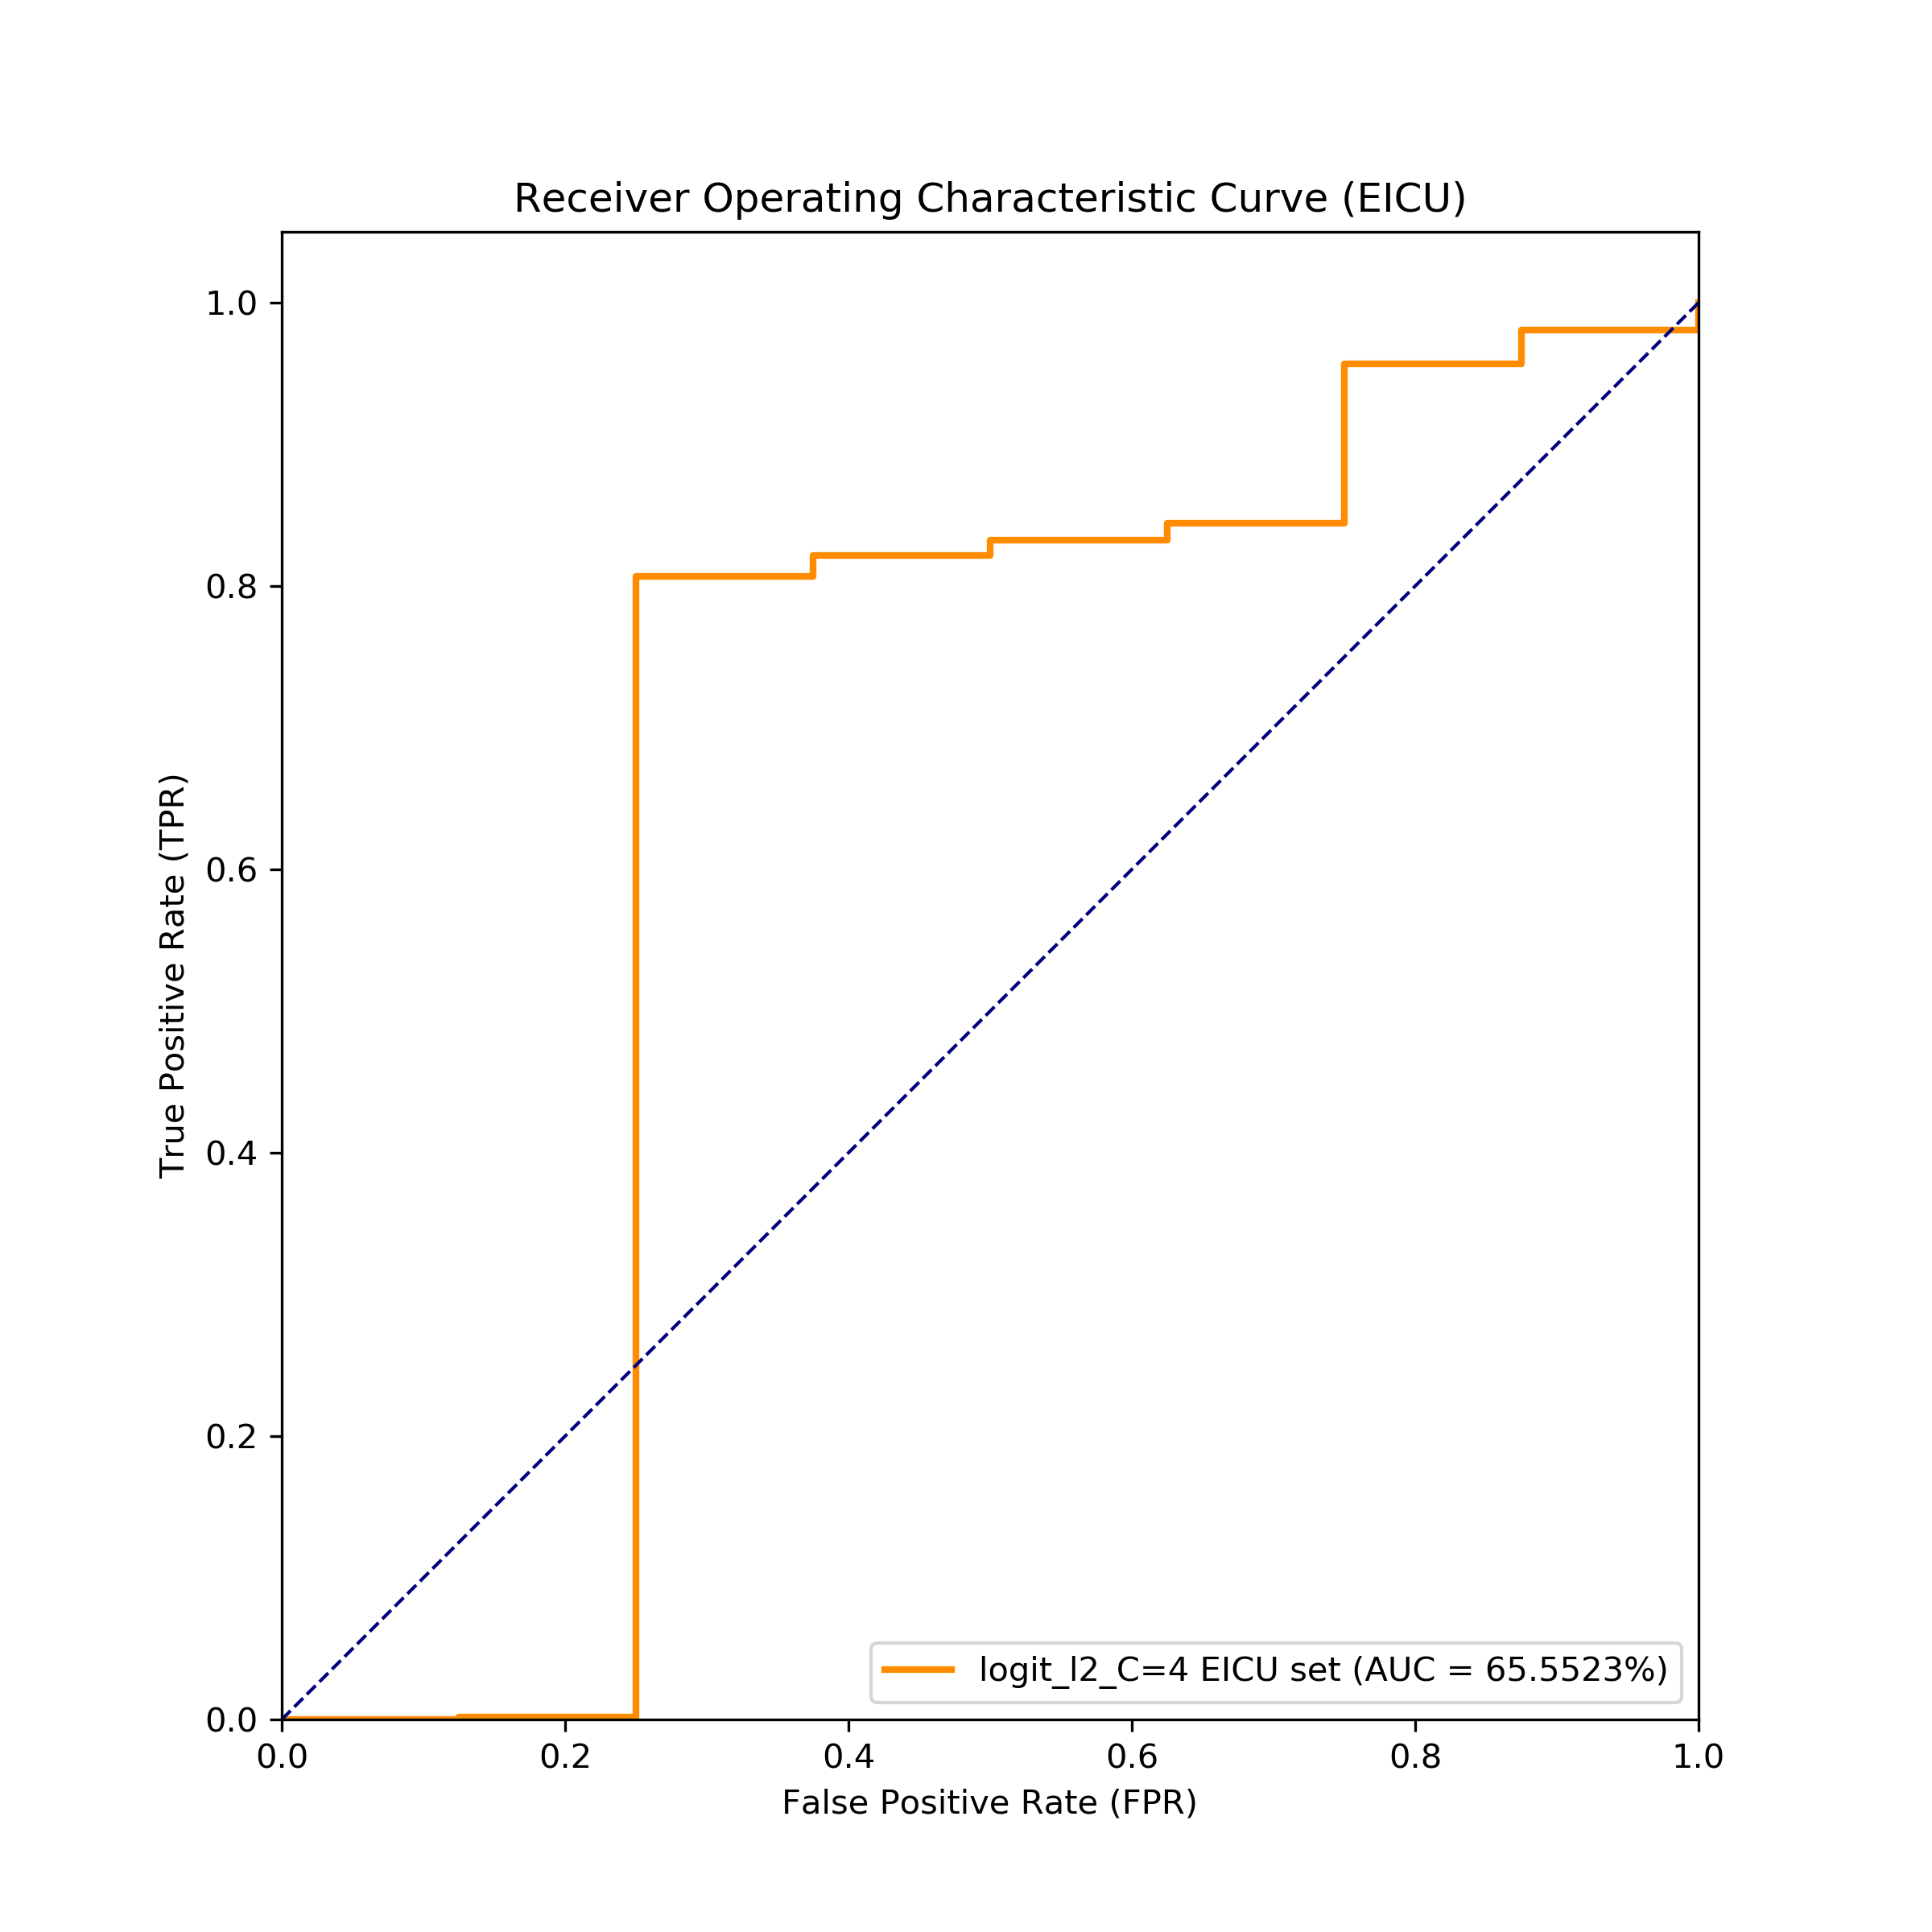 Receiver Operating Characteristic Curve (EICU)
1.0
0.8
0.6
0.4
0.2
0.0
True Positive Rate (TPR)
logit_l2_C=4 EICU set (AUC = 65.5523%)
0.0 0.2 0.4 0.6 0.8 1.0
False Positive Rate (FPR)